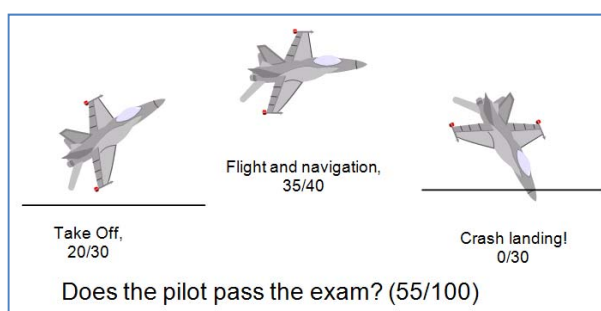 Flight and navigation,
35/40
Take Off,
20/30
Crash landing!
0/30
Does the pilot pass the exam? (55/100)